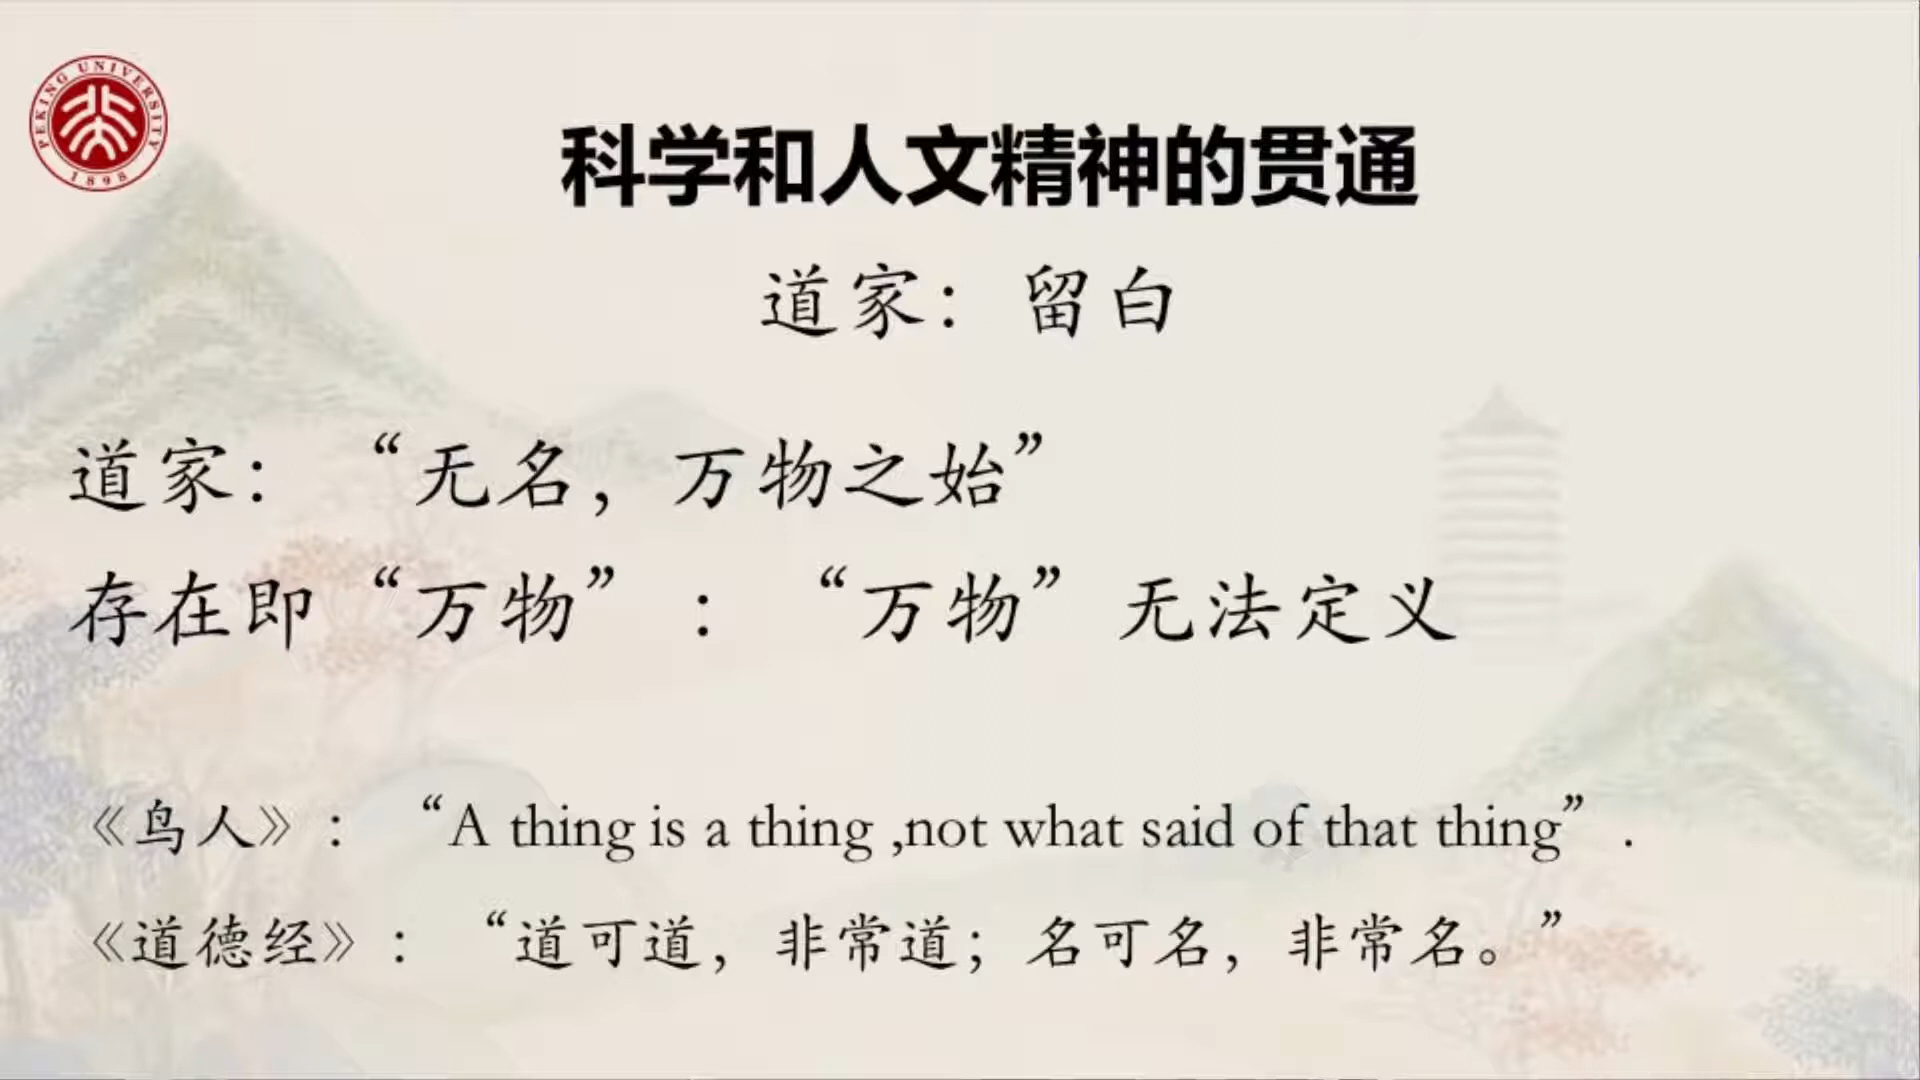 PEKING UNIVERSITY
1898
科学和人文精神的贯通
道家：留白
道家：“无名，万物之始”
存在即“万物”：“万物”无法定义
《鸟人》：“A thing is a thing ,not what said of that thing”.
《道德经》：“道可道，非常道；名可名，非常名。”